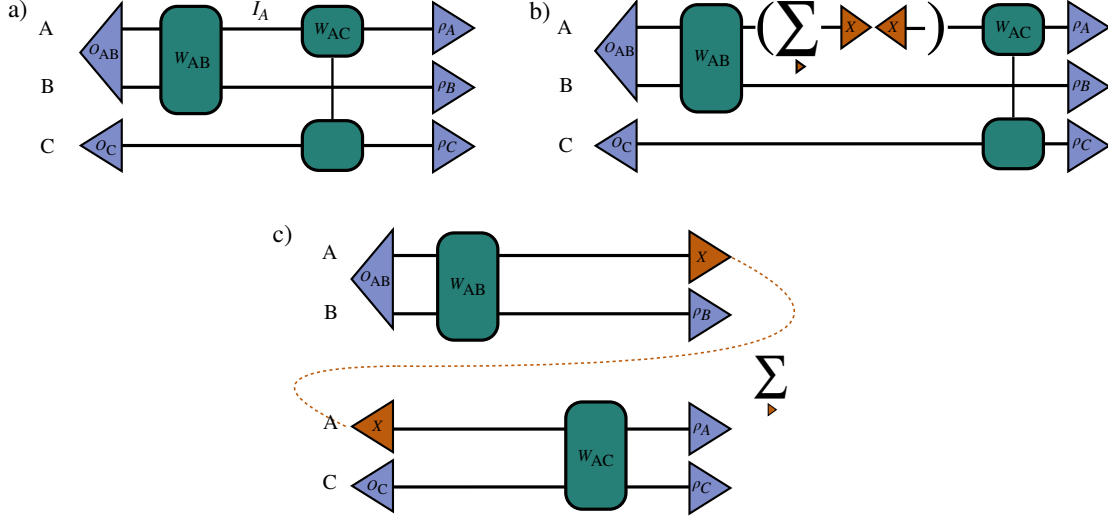 a)
A O_AB W_AB I_A W_AC ρ_A
B ρ_B
C O_C ρ_C
b)
A O_AB W_AB ( ∑ X X ) W_AC ρ_A
B ρ_B
C O_C ρ_C
c)
A O_AB W_AB X
B ρ_B
∑
A X W_AC ρ_A
C O_C ρ_C